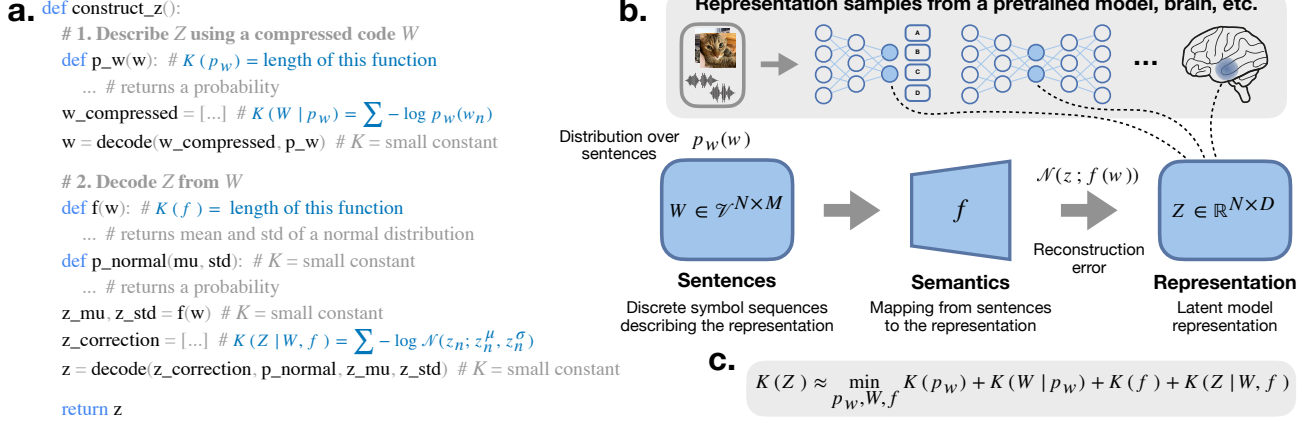 a.
def construct_z():
# 1. Describe Z using a compressed code W
def p_w(w): # K(p_W) = length of this function
... # returns a probability
w_compressed = [...] # K(W | p_W) = ∑ − log p_W(w_n)
w = decode(w_compressed, p_w) # K = small constant
# 2. Decode Z from W
def f(w): # K(f) = length of this function
... # returns mean and std of a normal distribution
def p_normal(mu, std): # K = small constant
... # returns a probability
z_mu, z_std = f(w) # K = small constant
z_correction = [...] # K(Z | W, f) = ∑ − log 𝒩(z_n; z_n^μ, z_n^σ)
z = decode(z_correction, p_normal, z_mu, z_std) # K = small constant
return z
b.
Representation samples from a pretrained model, brain, etc.
A
B
C
D
...
Distribution over
sentences
p_W(w)
W ∈ 𝒱^{N×M}
f
𝒩(z; f(w))
Z ∈ ℝ^{N×D}
Reconstruction
error
Sentences
Discrete symbol sequences
describing the representation
Semantics
Mapping from sentences
to the representation
Representation
Latent model
representation
c.
K(Z) ≈ min_{p_W,W,f} K(p_W) + K(W | p_W) + K(f) + K(Z | W, f)